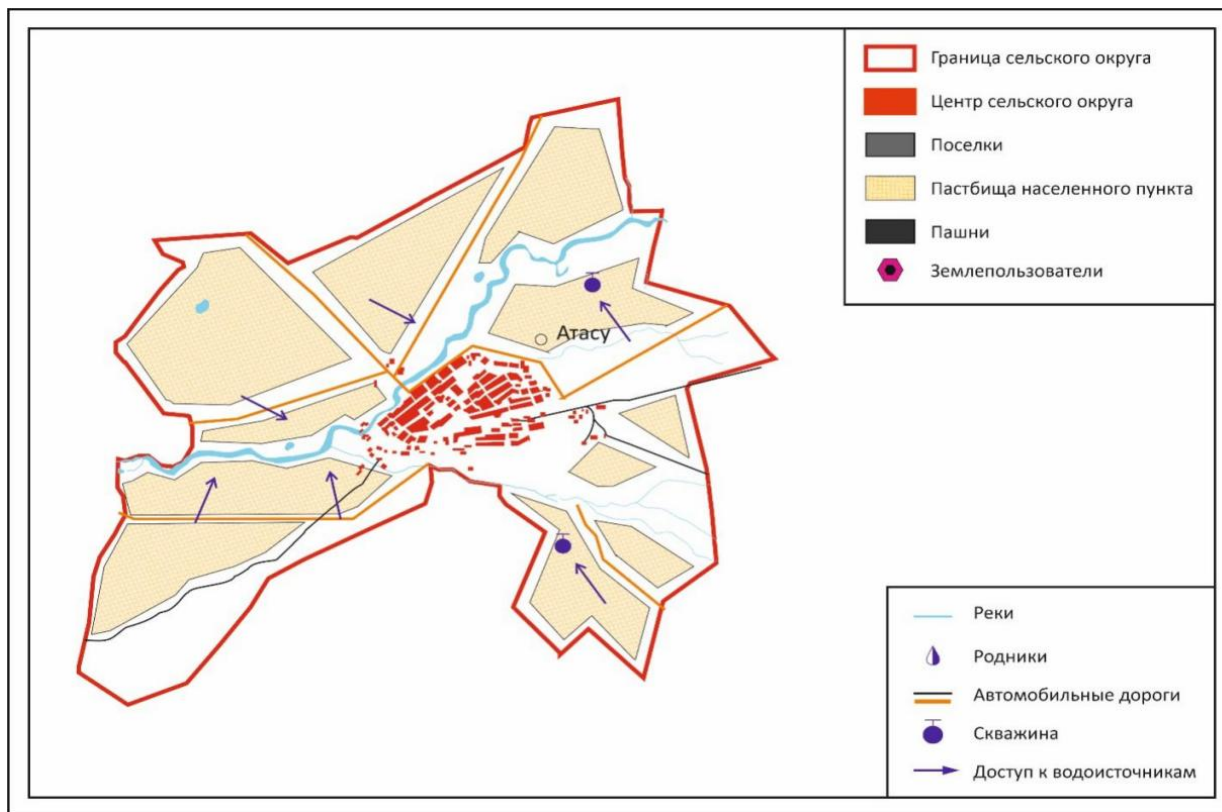 Граница сельского округа
Центр сельского округа
Поселки
Пастбища населенного пункта
Пашни
Землепользователи
Атасу
Реки
Родники
Автомобильные дороги
Скважина
Доступ к водоисточникам